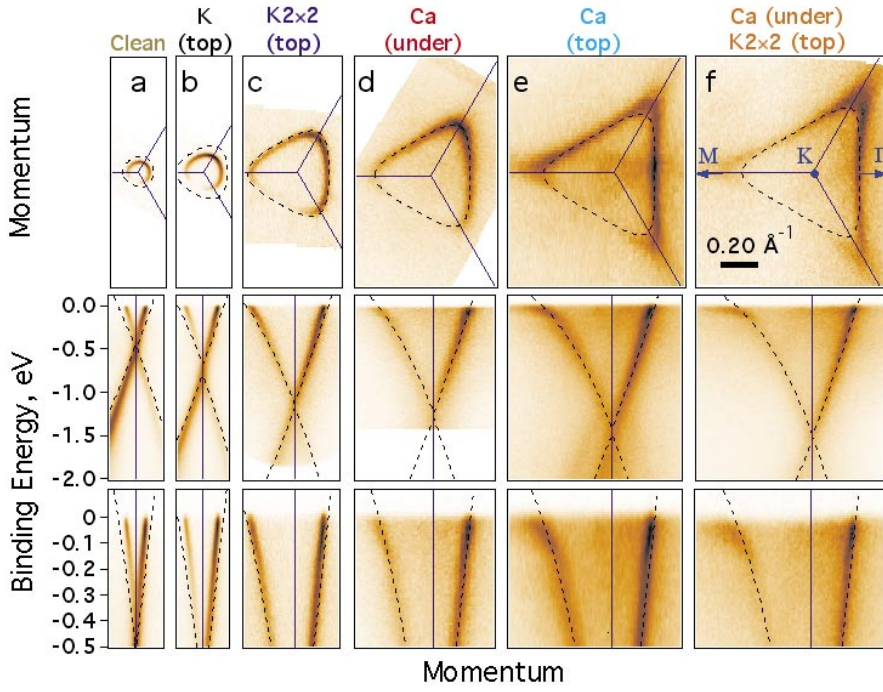 Clean
K
(top)
K2×2
(top)
Ca
(under)
Ca
(top)
Ca (under)
K2×2 (top)
a
b
c
d
e
f
Momentum
M
K
0.20 Å⁻¹
Binding Energy, eV
0.0
-0.5
-1.0
-1.5
-2.0
0
-0.1
-0.2
-0.3
-0.4
-0.5
Momentum